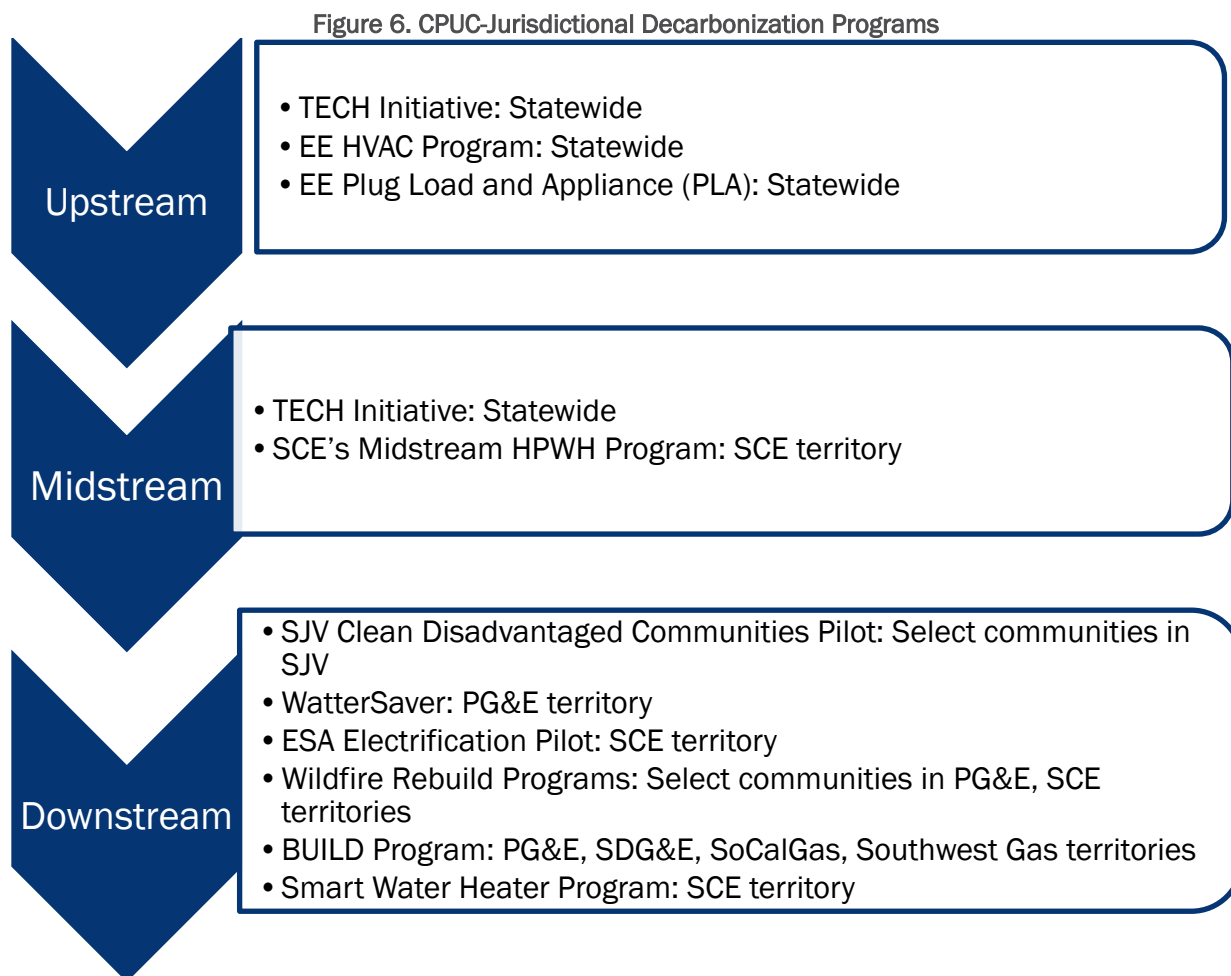 Figure 6. CPUC-Jurisdictional Decarbonization Programs
Upstream
• TECH Initiative: Statewide
• EE HVAC Program: Statewide
• EE Plug Load and Appliance (PLA): Statewide
Midstream
• TECH Initiative: Statewide
• SCE’s Midstream HPWH Program: SCE territory
Downstream
• SJV Clean Disadvantaged Communities Pilot: Select communities in
SJV
• WatterSaver: PG&E territory
• ESA Electrification Pilot: SCE territory
• Wildfire Rebuild Programs: Select communities in PG&E, SCE
territories
• BUILD Program: PG&E, SDG&E, SoCalGas, Southwest Gas territories
• Smart Water Heater Program: SCE territory